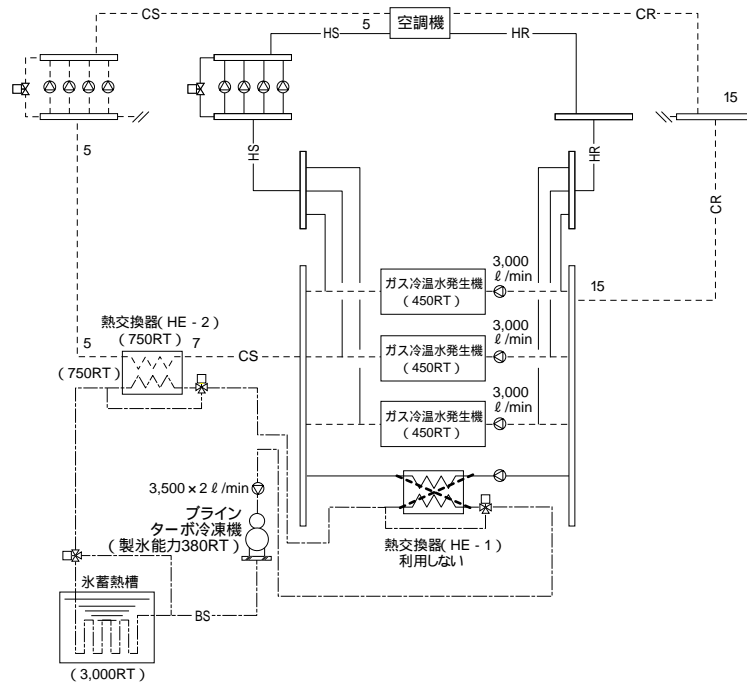 CS
5
空調機
CR
HS
5
HR
15
5
HS
HR
CR
3,000
ℓ/min
15
ガス冷温水発生機
(450RT)
熱交換器(HE-2)
(750RT)
5
7
CS
3,000
ℓ/min
ガス冷温水発生機
(450RT)
(750RT)
3,000
ℓ/min
ガス冷温水発生機
(450RT)
3,500×2ℓ/min
ブライン
ターボ冷凍機
(製氷能力380RT)
熱交換器(HE-1)
利用しない
氷蓄熱槽
BS
(3,000RT)